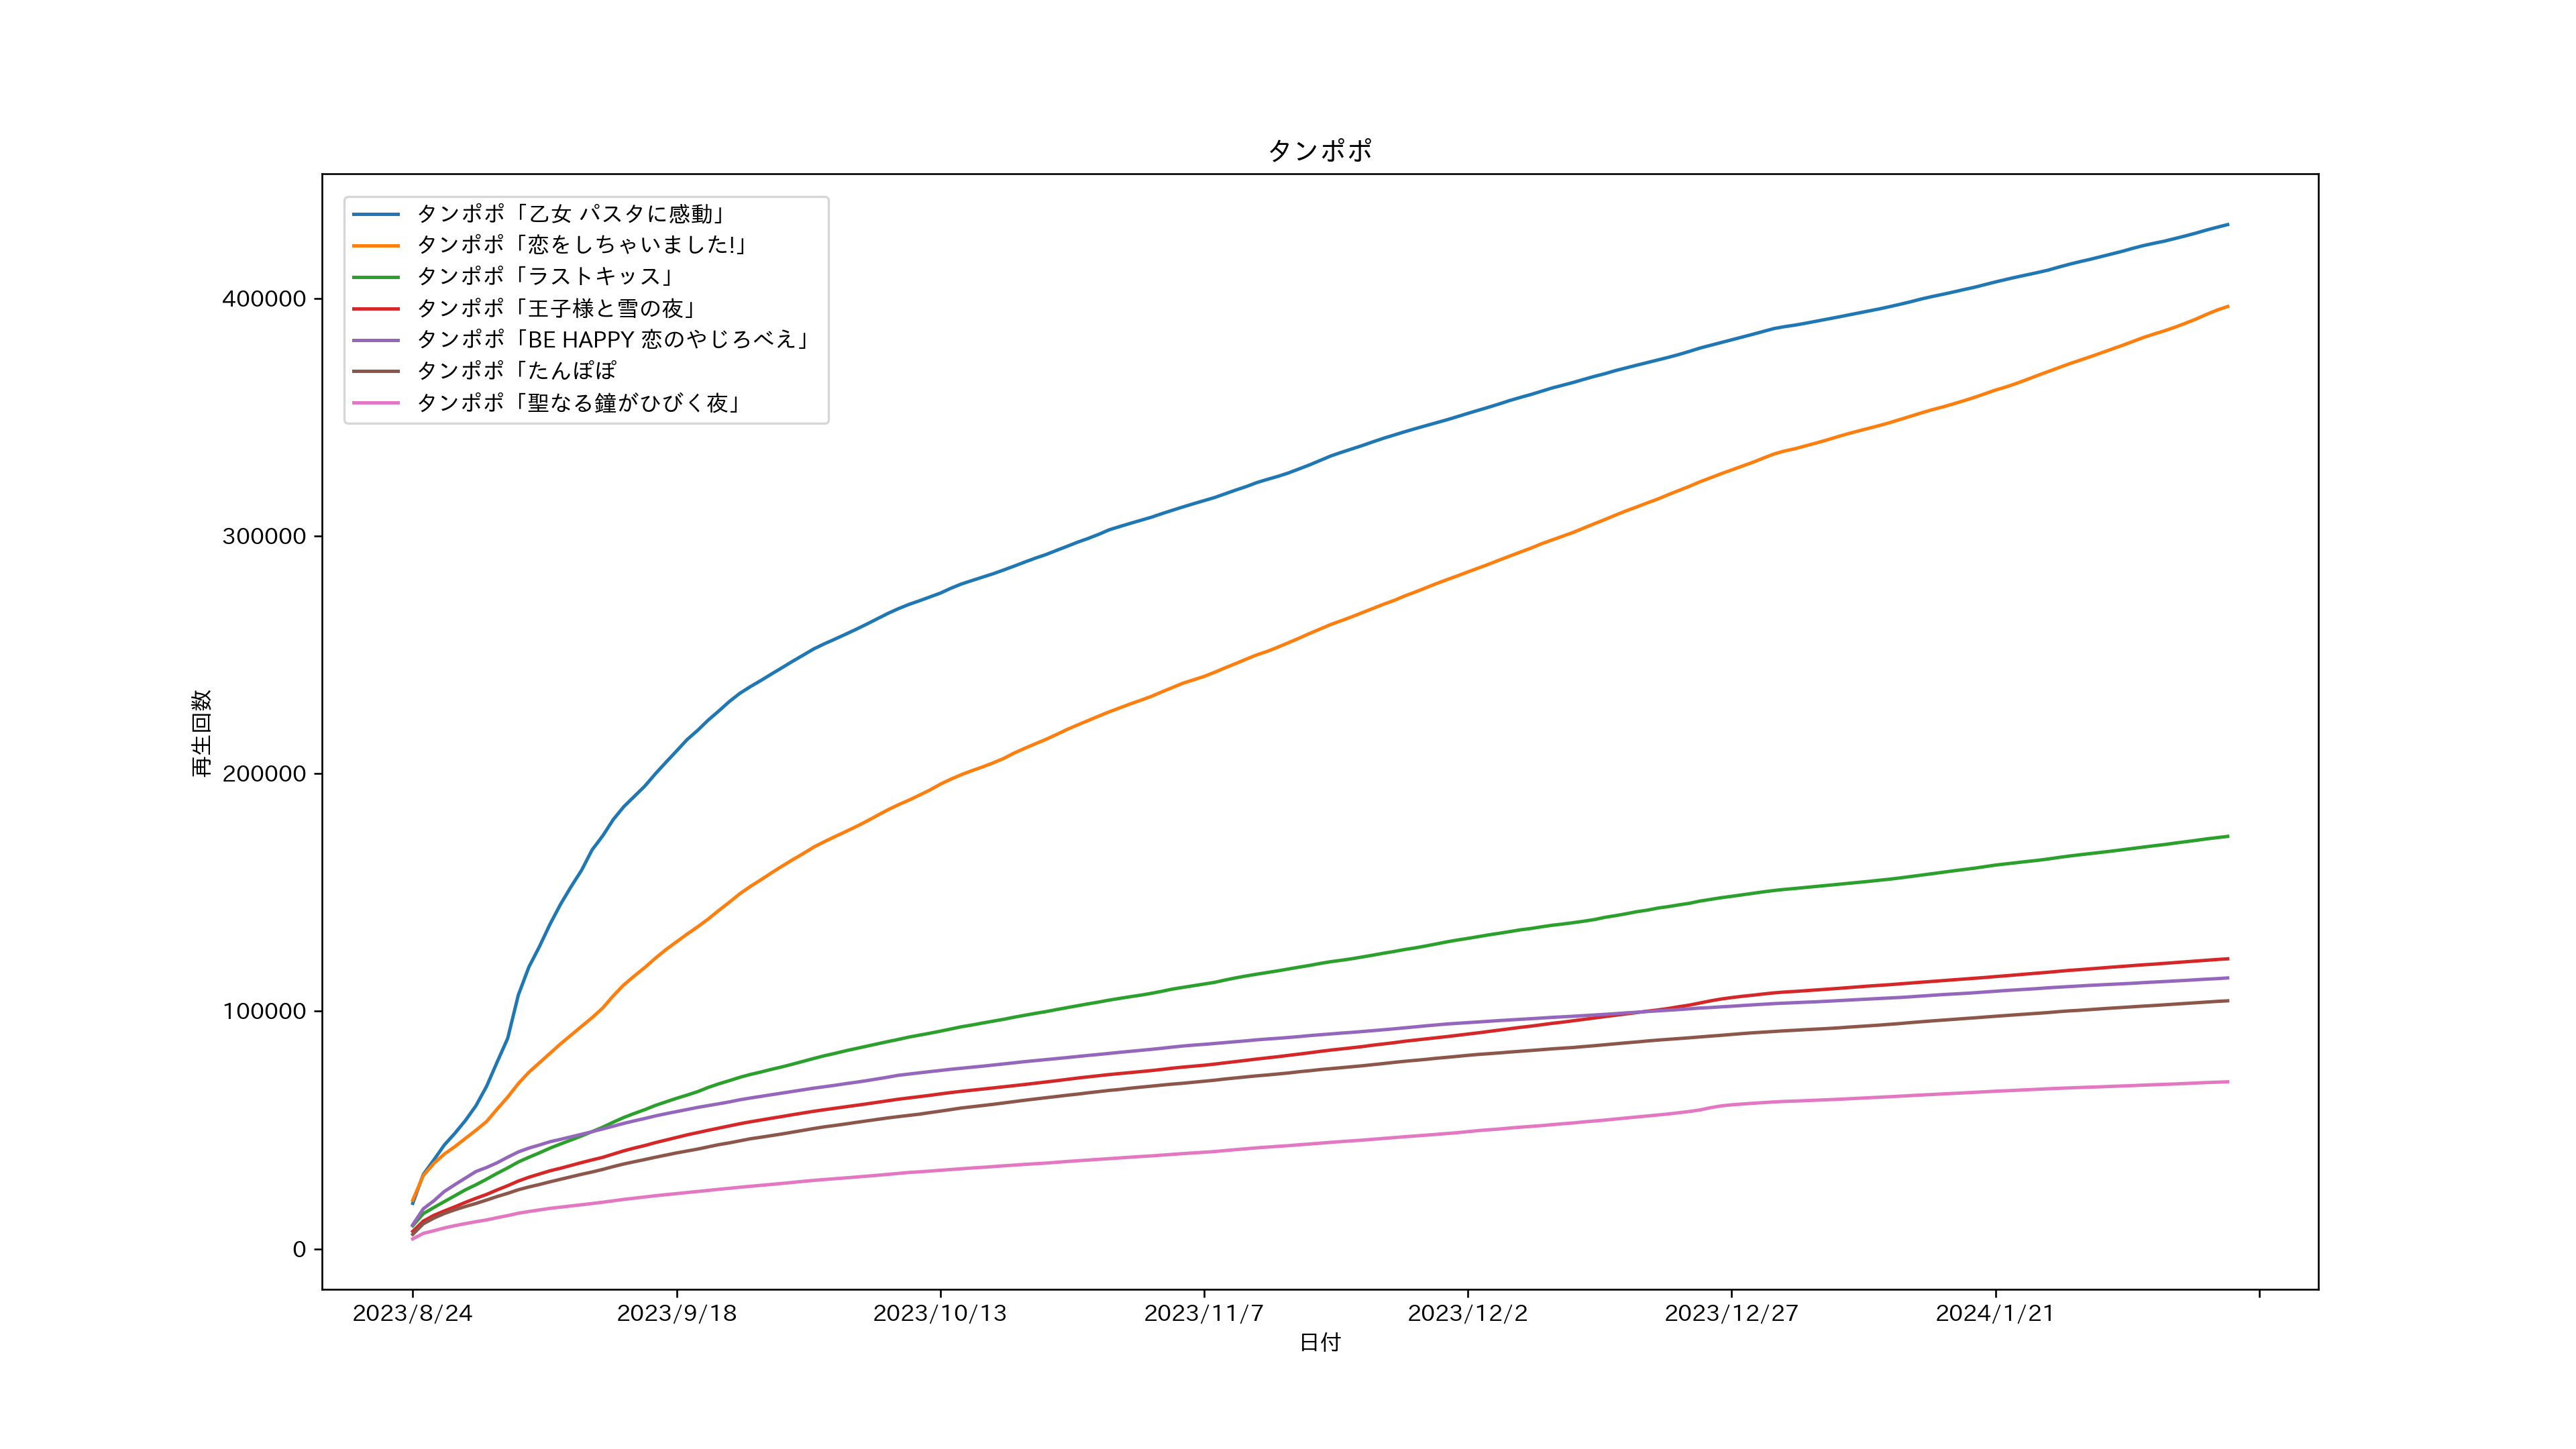 タンポポ
タンポポ「乙女 パスタに感動」
タンポポ「恋をしちゃいました!」
タンポポ「ラストキッス」
タンポポ「王子様と雪の夜」
タンポポ「BE HAPPY 恋のやじろべえ」
タンポポ「たんぽぽ
タンポポ「聖なる鐘がひびく夜」
再生回数
400000
300000
200000
100000
0
2023/8/24 2023/9/18 2023/10/13 2023/11/7 2023/12/2 2023/12/27 2024/1/21
日付